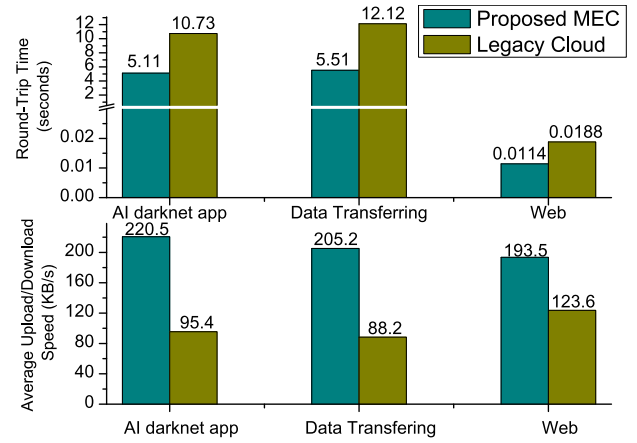 Proposed MEC
Legacy Cloud
Round-Trip Time
(seconds)
12
10
8
6
4
2
0.02
0.01
0.00
5.11
10.73
5.51
12.12
0.0114
0.0188
AI darknet app
Data Transferring
Web
Average Upload/Download
Speed (KB/s)
200
160
120
80
40
0
220.5
95.4
205.2
88.2
193.5
123.6
AI darknet app
Data Transfering
Web